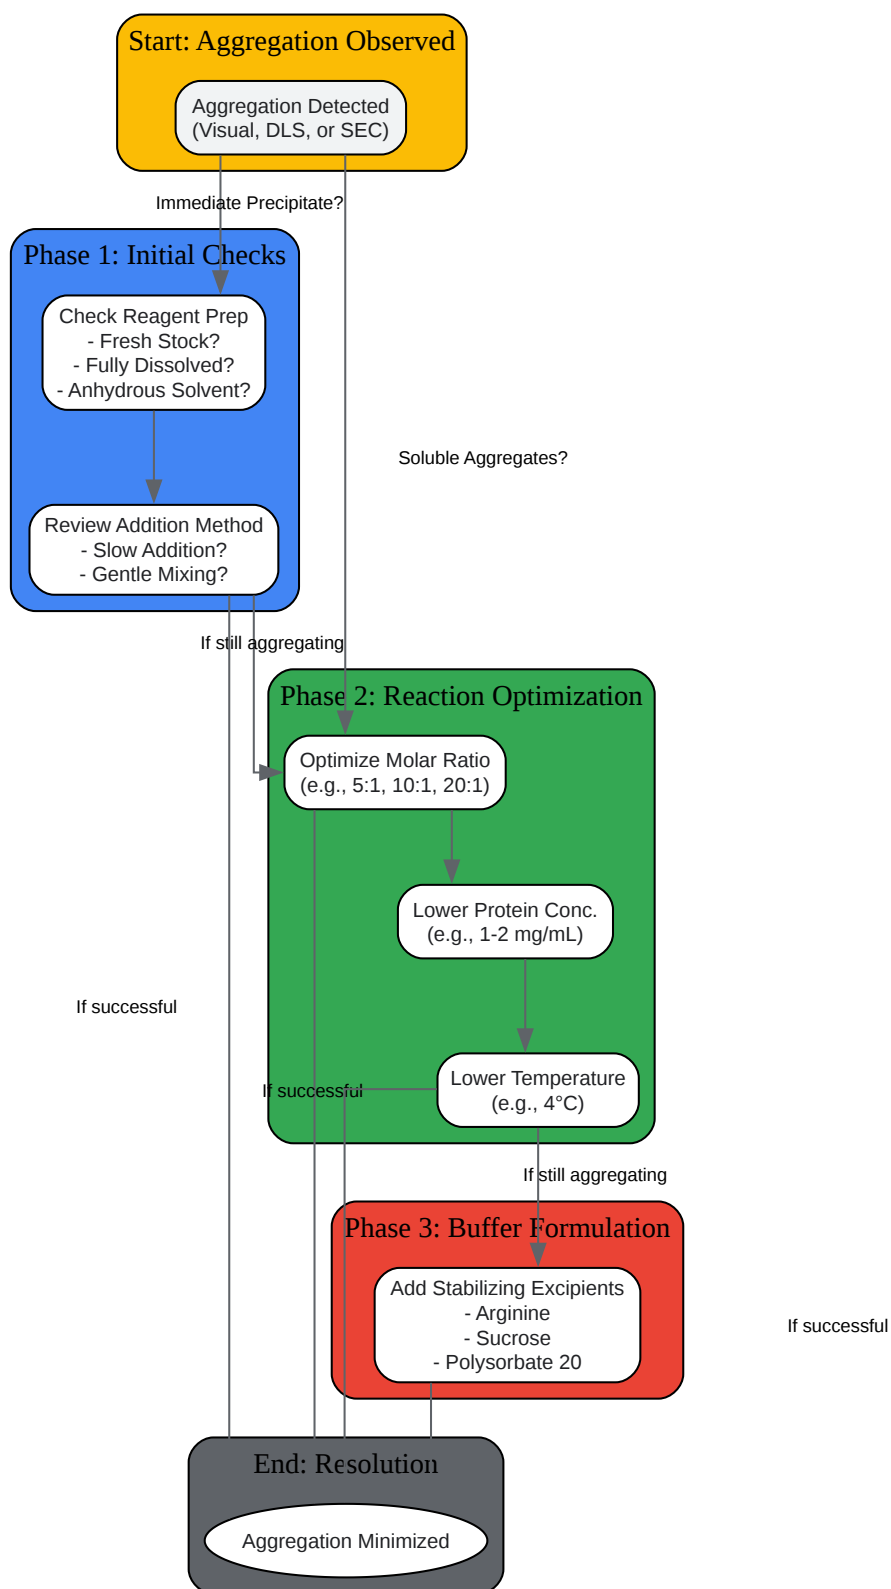 Start: Aggregation Observed
Aggregation Detected
(Visual, DLS, or SEC)
Immediate Precipitate?
Phase 1: Initial Checks
Check Reagent Prep
- Fresh Stock?
- Fully Dissolved?
- Anhydrous Solvent?
Soluble Aggregates?
Review Addition Method
- Slow Addition?
- Gentle Mixing?
If still aggregating
Phase 2: Reaction Optimization
Optimize Molar Ratio
(e.g., 5:1, 10:1, 20:1)
Lower Protein Conc.
(e.g., 1-2 mg/mL)
If successful
Lower Temperature
(e.g., 4°C)
If successful
If still aggregating
Phase 3: Buffer Formulation
Add Stabilizing Excipients
- Arginine
- Sucrose
- Polysorbate 20
If successful
End: Resolution
Aggregation Minimized